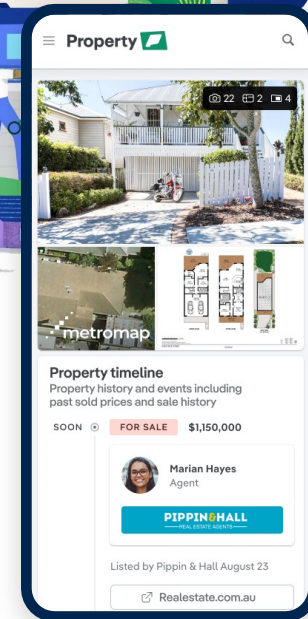 Property
22 2 4
metromap
Property timeline
Property history and events including
past sold prices and sale history
SOON FOR SALE $1,150,000
Marian Hayes
Agent
PIPPIN&HALL
REAL ESTATE AGENTS
Listed by Pippin & Hall August 23
Realestate.com.au